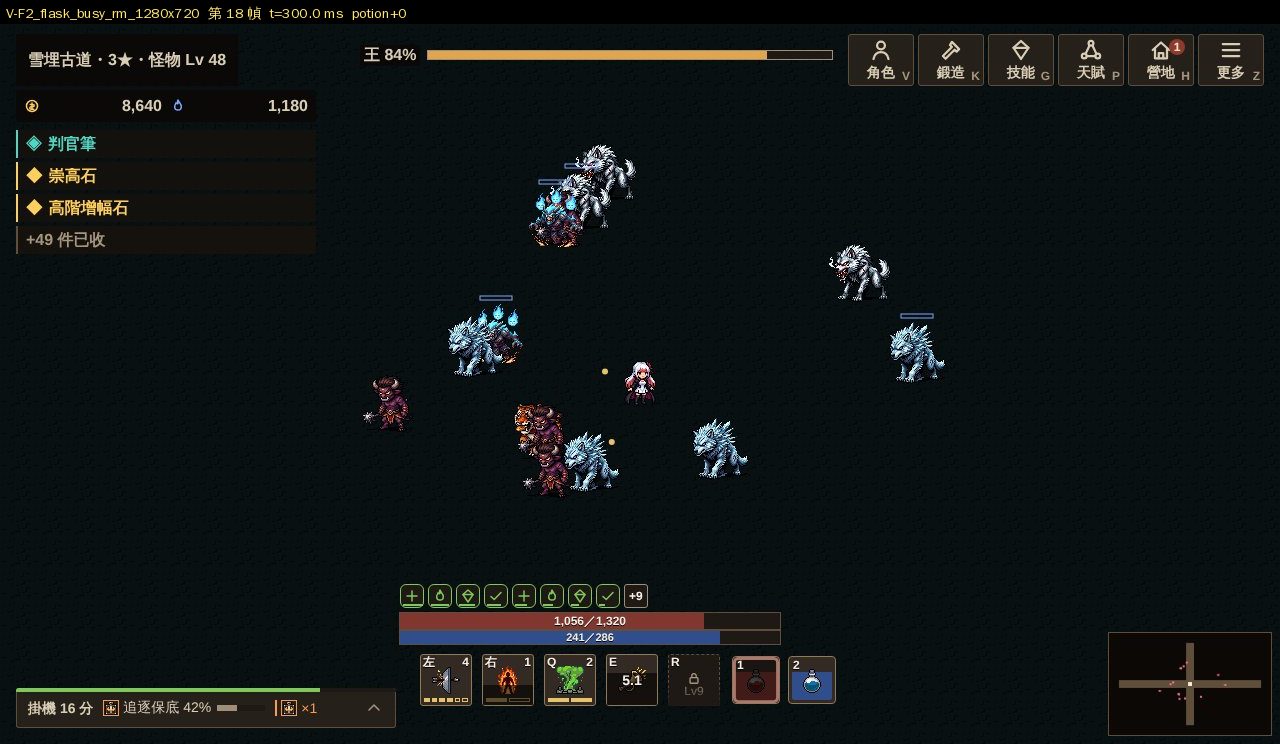 V-F2_flask_busy_rm_1280x720 第 18 幀 t=300.0 ms potion+0
雪埋古道・3★・怪物 Lv 48
王 84%
角色 V
鍛造 K
技能 G
天賦 P
營地 H 1
更多 Z
8,640 1,180
判官筆
崇高石
高階增幅石
+49 件已收
+9
1,056／1,320
241／286
左 4
右 1
Q 2
E 5.1
R Lv9
1
2
掛機 16 分 追逐保底 42% ×1